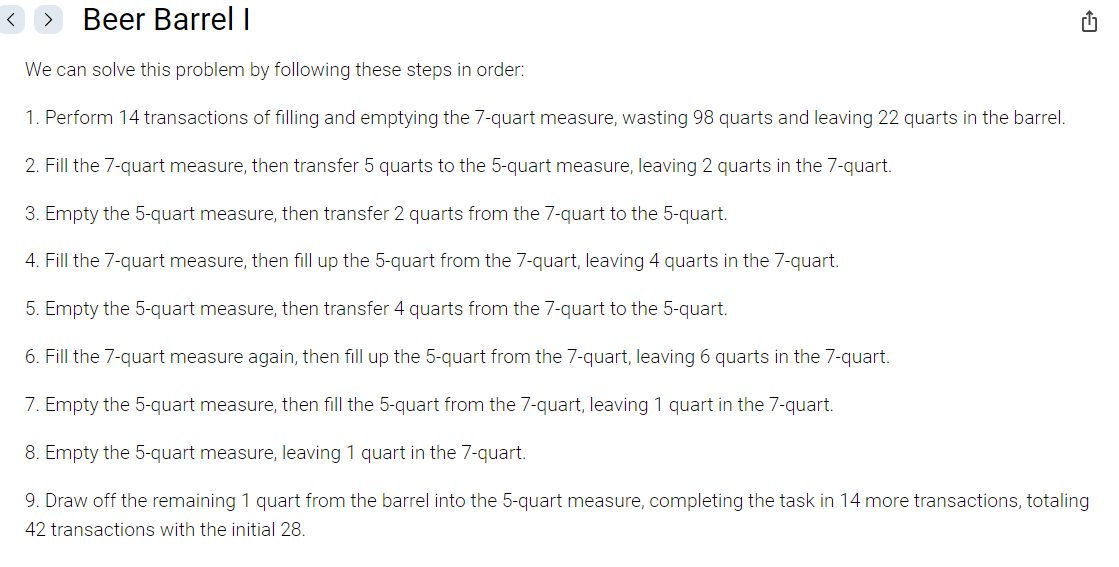 Beer Barrel I
We can solve this problem by following these steps in order:
1. Perform 14 transactions of filling and emptying the 7-quart measure, wasting 98 quarts and leaving 22 quarts in the barrel.
2. Fill the 7-quart measure, then transfer 5 quarts to the 5-quart measure, leaving 2 quarts in the 7-quart.
3. Empty the 5-quart measure, then transfer 2 quarts from the 7-quart to the 5-quart.
4. Fill the 7-quart measure, then fill up the 5-quart from the 7-quart, leaving 4 quarts in the 7-quart.
5. Empty the 5-quart measure, then transfer 4 quarts from the 7-quart to the 5-quart.
6. Fill the 7-quart measure again, then fill up the 5-quart from the 7-quart, leaving 6 quarts in the 7-quart.
7. Empty the 5-quart measure, then fill the 5-quart from the 7-quart, leaving 1 quart in the 7-quart.
8. Empty the 5-quart measure, leaving 1 quart in the 7-quart.
9. Draw off the remaining 1 quart from the barrel into the 5-quart measure, completing the task in 14 more transactions, totaling
42 transactions with the initial 28.